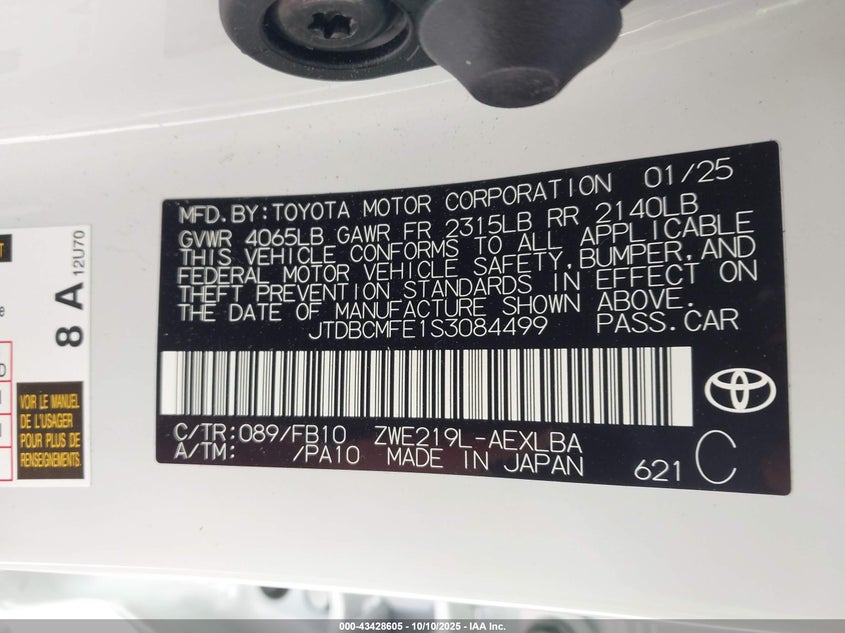 MFD.BY:TOYOTA MOTOR CORPORATION 01/25
GVWR 4065LB GAWR FR 2315LB RR 2140LB
THIS VEHICLE CONFORMS TO ALL APPLICABLE
FEDERAL MOTOR VEHICLE SAFETY,BUMPER,AND
THEFT PREVENTION STANDARDS IN EFFECT ON
THE DATE OF MANUFACTURE SHOWN ABOVE.
JTDBCMFE1S3084499 PASS.CAR
C/TR:089/FB10 ZWE219L-AEXLBA
A/TM: /PA10 MADE IN JAPAN 621 C
8 A
12U70
VOIR LE MANUEL
DE L'USAGER
POUR PLUS DE
RENSEIGNEMENTS.
000-43428605 - 10/10/2025 - IAA Inc.